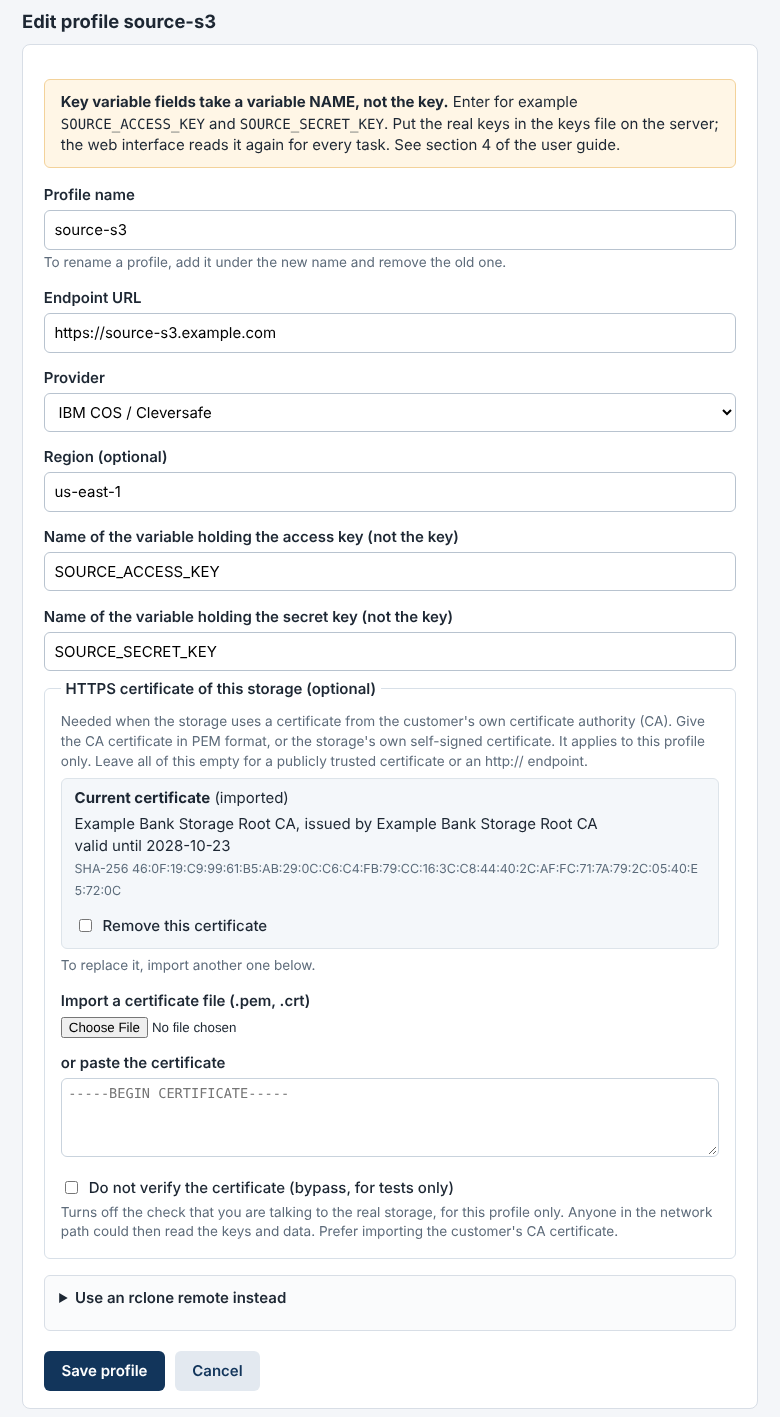 Edit profile source-s3
Key variable fields take a variable NAME, not the key. Enter for example
SOURCE_ACCESS_KEY and SOURCE_SECRET_KEY. Put the real keys in the keys file on the server;
the web interface reads it again for every task. See section 4 of the user guide.
Profile name
source-s3
To rename a profile, add it under the new name and remove the old one.
Endpoint URL
https://source-s3.example.com
Provider
IBM COS / Cleversafe
Region (optional)
us-east-1
Name of the variable holding the access key (not the key)
SOURCE_ACCESS_KEY
Name of the variable holding the secret key (not the key)
SOURCE_SECRET_KEY
HTTPS certificate of this storage (optional)
Needed when the storage uses a certificate from the customer's own certificate authority (CA). Give
the CA certificate in PEM format, or the storage's own self-signed certificate. It applies to this profile
only. Leave all of this empty for a publicly trusted certificate or an http:// endpoint.
Current certificate (imported)
Example Bank Storage Root CA, issued by Example Bank Storage Root CA
valid until 2028-10-23
SHA-256 46:0F:19:C9:99:61:B5:AB:29:0C:C6:C4:FB:79:CC:16:3C:C8:44:40:2C:AF:FC:71:7A:79:2C:05:40:E
5:72:0C
Remove this certificate
To replace it, import another one below.
Import a certificate file (.pem, .crt)
Choose File No file chosen
or paste the certificate
-----BEGIN CERTIFICATE-----
Do not verify the certificate (bypass, for tests only)
Turns off the check that you are talking to the real storage, for this profile only. Anyone in the network
path could then read the keys and data. Prefer importing the customer's CA certificate.
Use an rclone remote instead
Save profile Cancel